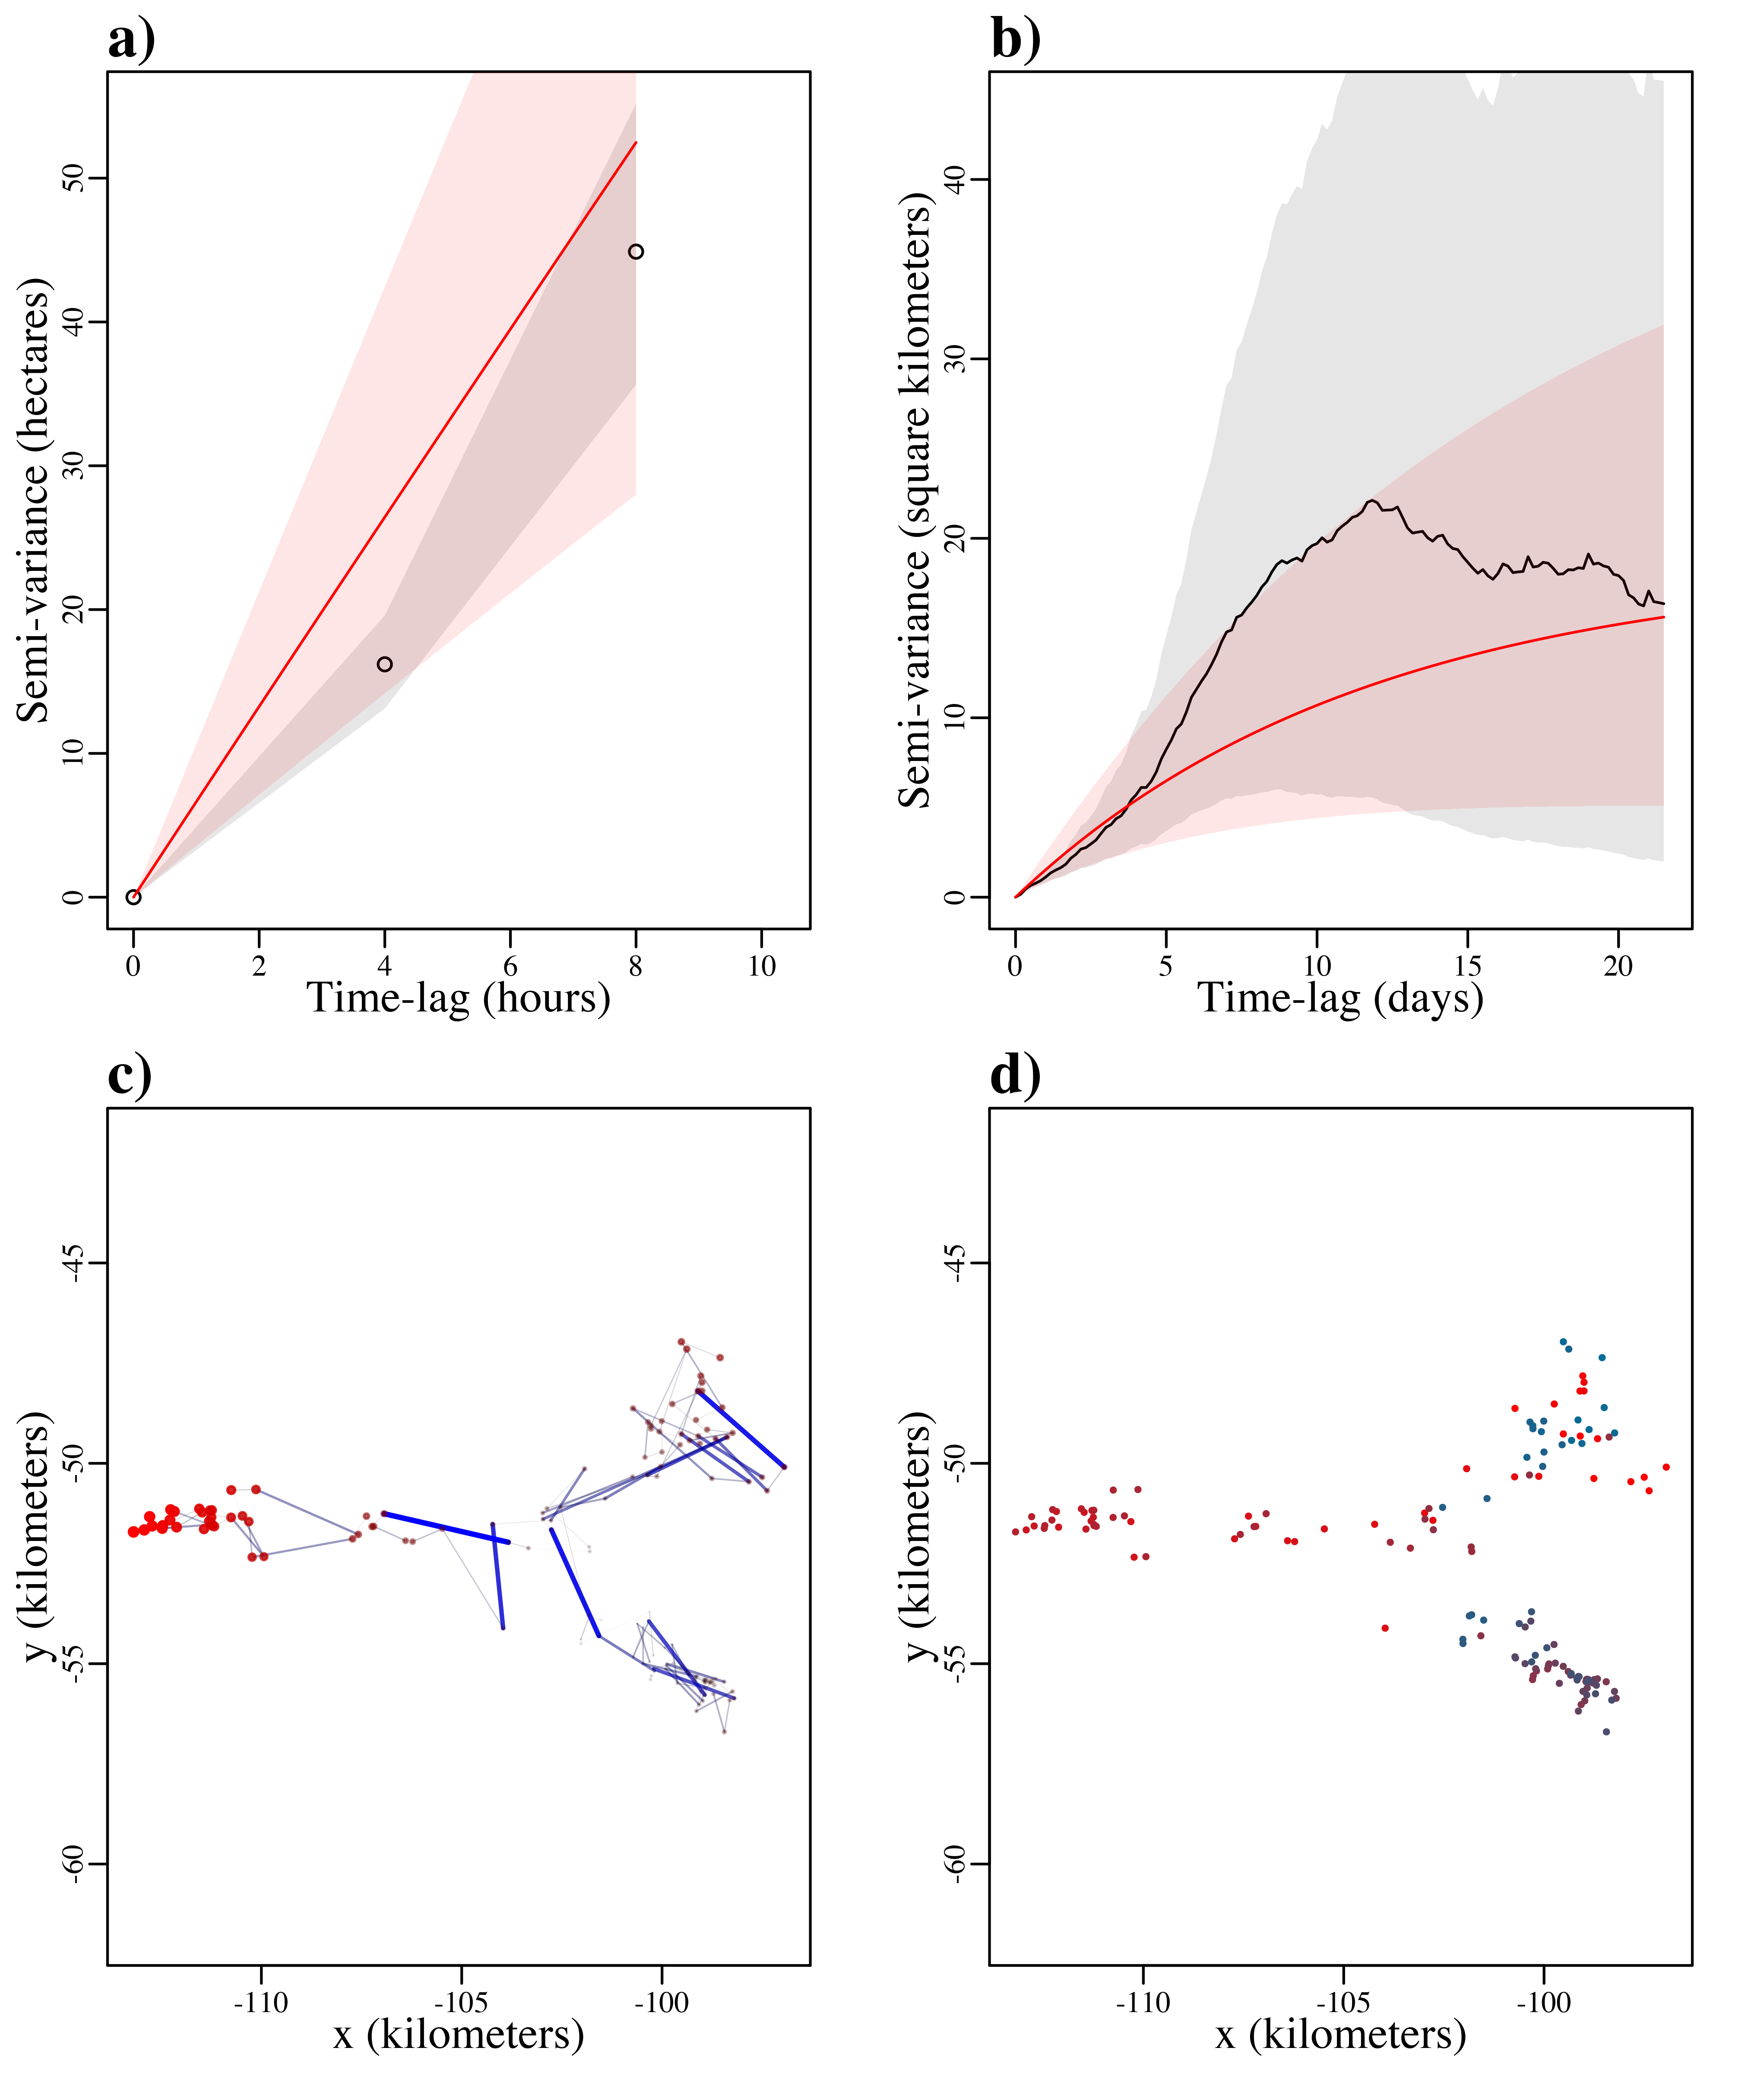 a)
Semi-variance (hectares)
50
40
30
20
10
0
0 2 4 6 8 10
Time-lag (hours)
b)
Semi-variance (square kilometers)
40
30
20
10
0
0 5 10 15 20
Time-lag (days)
c)
y (kilometers)
-45
-50
-55
-60
-110 -105 -100
x (kilometers)
d)
y (kilometers)
-45
-50
-55
-60
-110 -105 -100
x (kilometers)